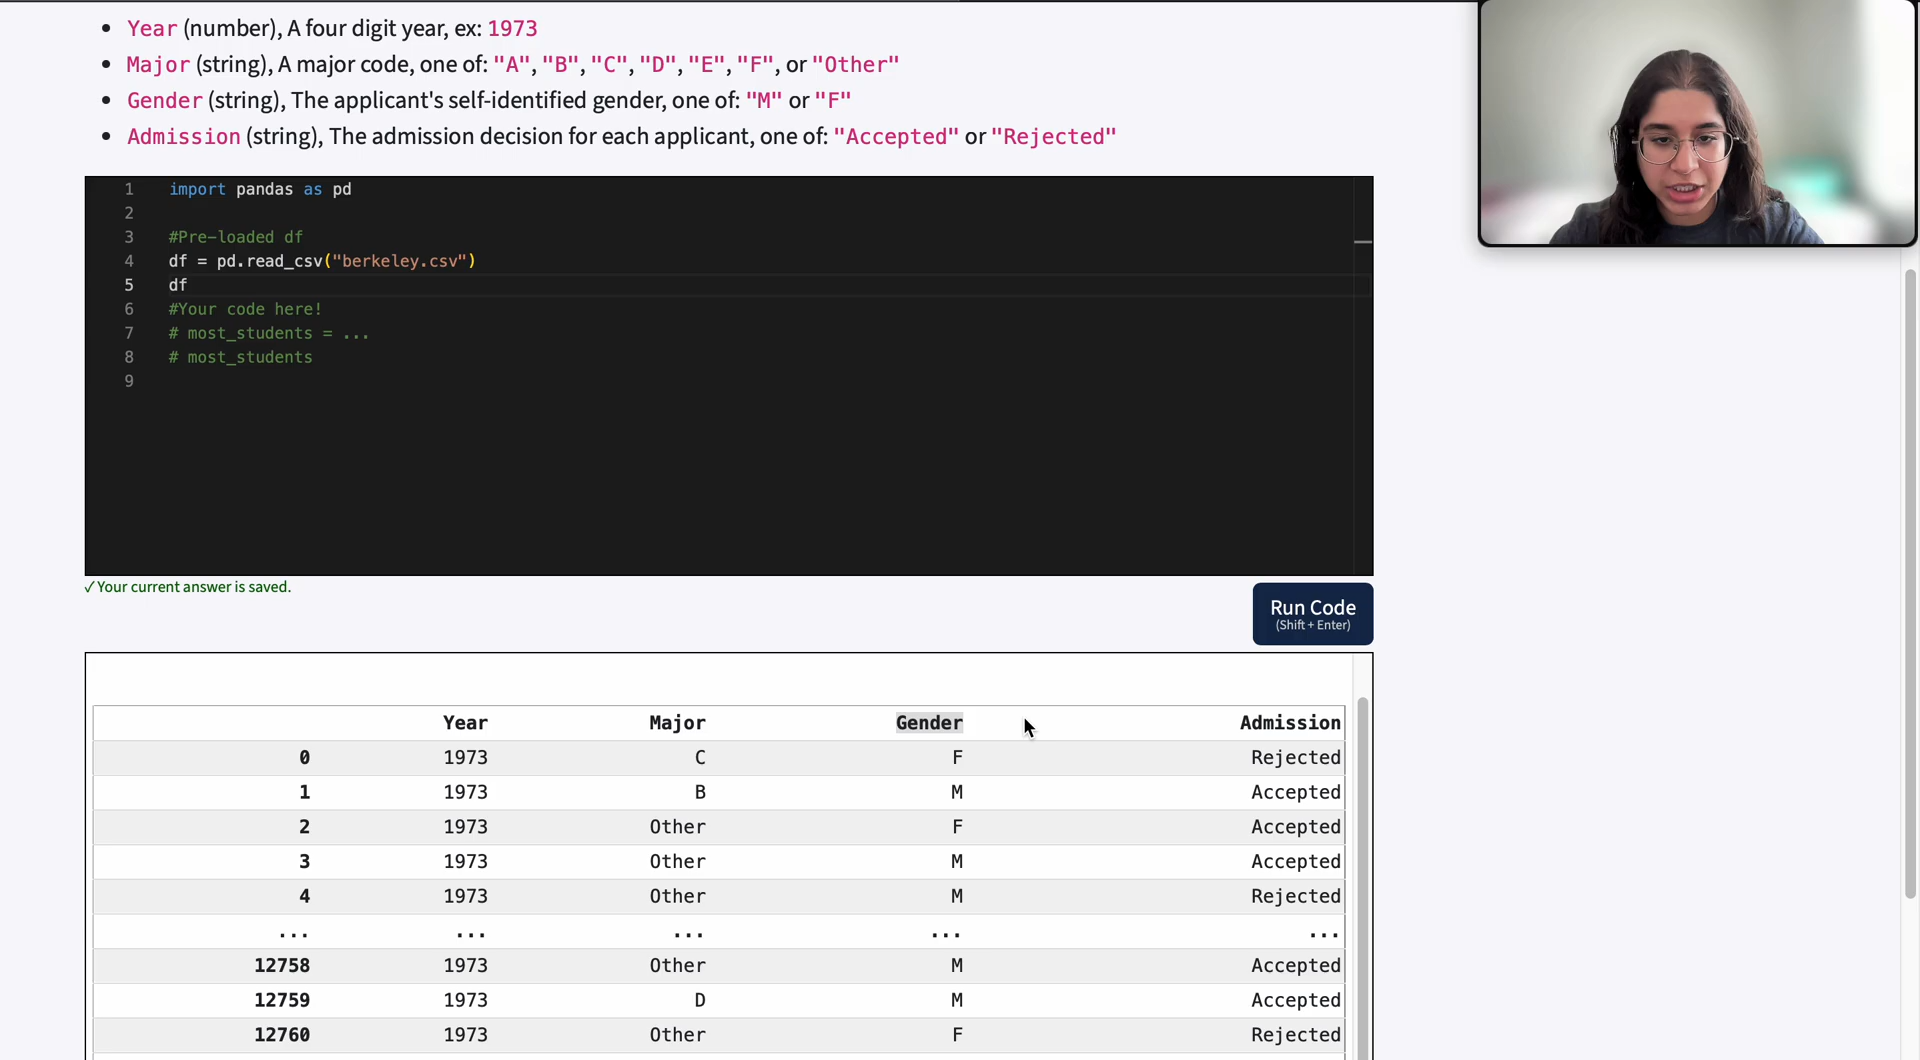 Year (number), A four digit year, ex: 1973
Major (string), A major code, one of: "A", "B", "C", "D", "E", "F", or "Other"
Gender (string), The applicant's self-identified gender, one of: "M" or "F"
Admission (string), The admission decision for each applicant, one of: "Accepted" or "Rejected"
1 import pandas as pd
2
3 #Pre-loaded df
4 df = pd.read_csv("berkeley.csv")
5 df
6 #Your code here!
7 # most_students = ...
8 # most_students
9
✓Your current answer is saved.
Run Code
(Shift + Enter)
Year Major Gender Admission
0 1973 C F Rejected
1 1973 B M Accepted
2 1973 Other F Accepted
3 1973 Other M Accepted
4 1973 Other M Rejected
... ... ... ... ...
12758 1973 Other M Accepted
12759 1973 D M Accepted
12760 1973 Other F Rejected